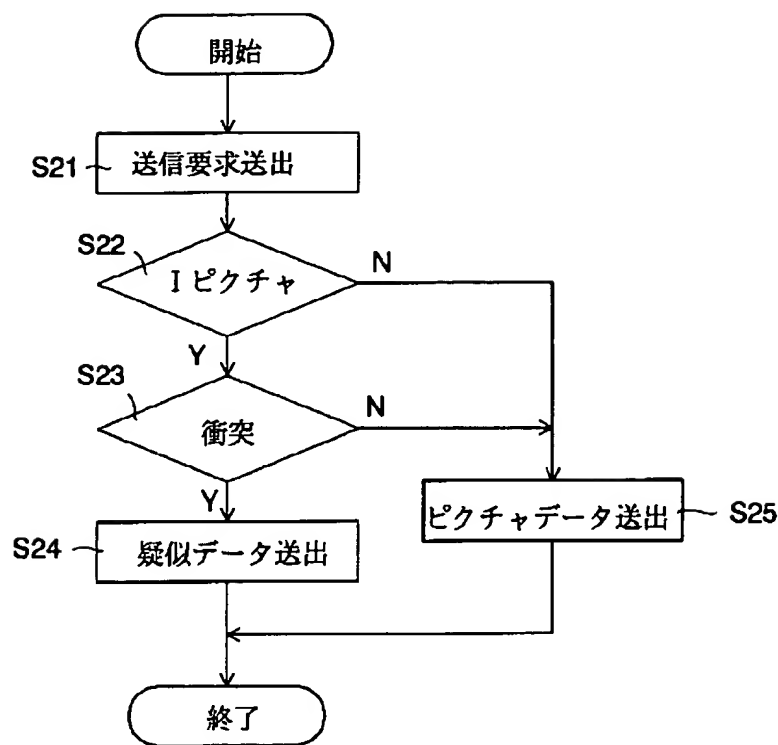 開始
S21
送信要求送出
S22
Iピクチャ
N
Y
S23
衝突
N
Y
S24
疑似データ送出
ピクチャデータ送出
S25
終了